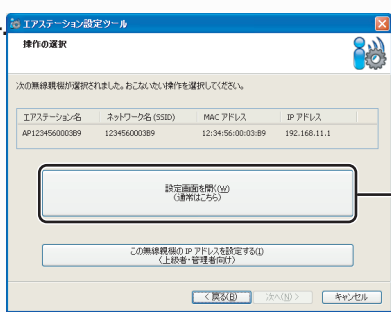 エアステーション設定ツール
操作の選択
次の無線親機が選択されました。おこないたい操作を選択してください。
エアステーション名 ネットワーク名(SSID) MAC アドレス IP アドレス
AP1234560003B9 1234560003B9 12:34:56:00:03:B9 192.168.11.1
設定画面を開く(W)
(通常はこちら)
この無線親機の IP アドレスを設定する(I)
(上級者・管理者向け)
< 戻る(B) 次へ(N) > キャンセル